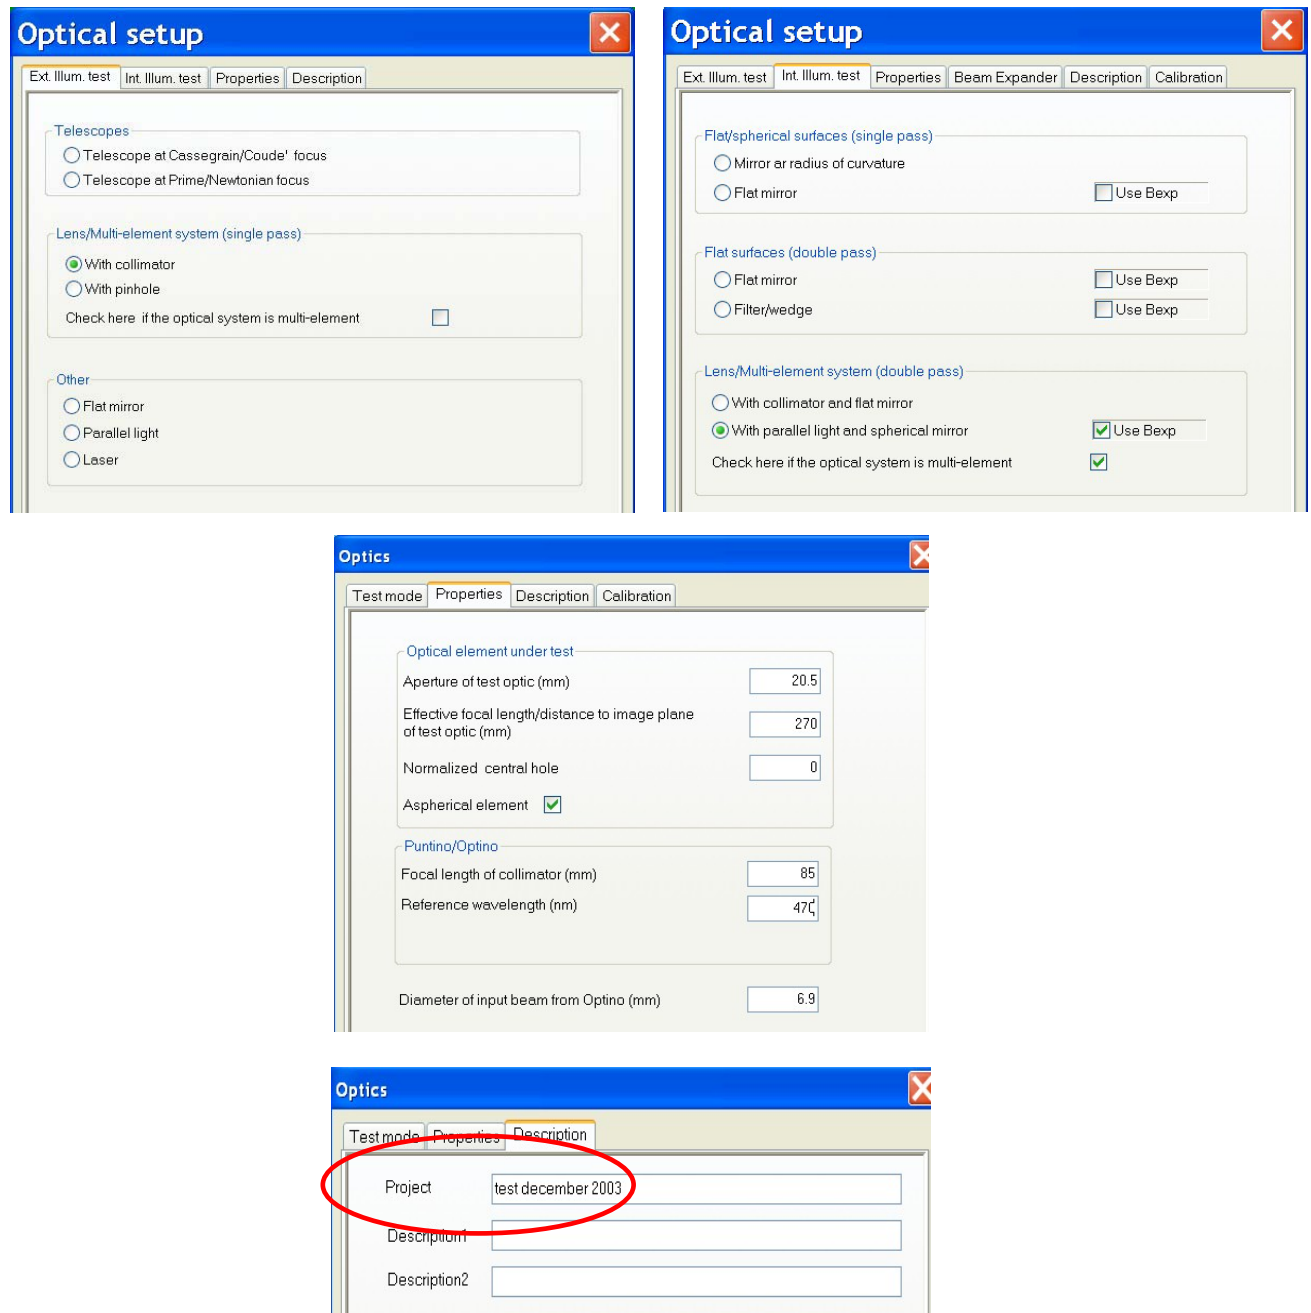 Optical setup
Ext. Illum. test Int. Illum. test Properties Description
Telescopes
Telescope at Cassegrain/Coude' focus
Telescope at Prime/Newtonian focus
Lens/Multi-element system (single pass)
With collimator
With pinhole
Check here if the optical system is multi-element
Other
Flat mirror
Parallel light
Laser
Optical setup
Ext. Illum. test Int. Illum. test Properties Beam Expander Description Calibration
Flat/spherical surfaces (single pass)
Mirror ar radius of curvature
Flat mirror Use Bexp
Flat surfaces (double pass)
Flat mirror Use Bexp
Filter/wedge Use Bexp
Lens/Multi-element system (double pass)
With collimator and flat mirror
With parallel light and spherical mirror Use Bexp
Check here if the optical system is multi-element
Optics
Test mode Properties Description Calibration
Optical element under test
Aperture of test optic (mm) 20.5
Effective focal length/distance to image plane
of test optic (mm) 270
Normalized central hole 0
Aspherical element
Puntino/Optino
Focal length of collimator (mm) 85
Reference wavelength (nm) 470
Diameter of input beam from Optino (mm) 6.9
Optics
Test mode Properties Description
Project test december 2003
Description1
Description2